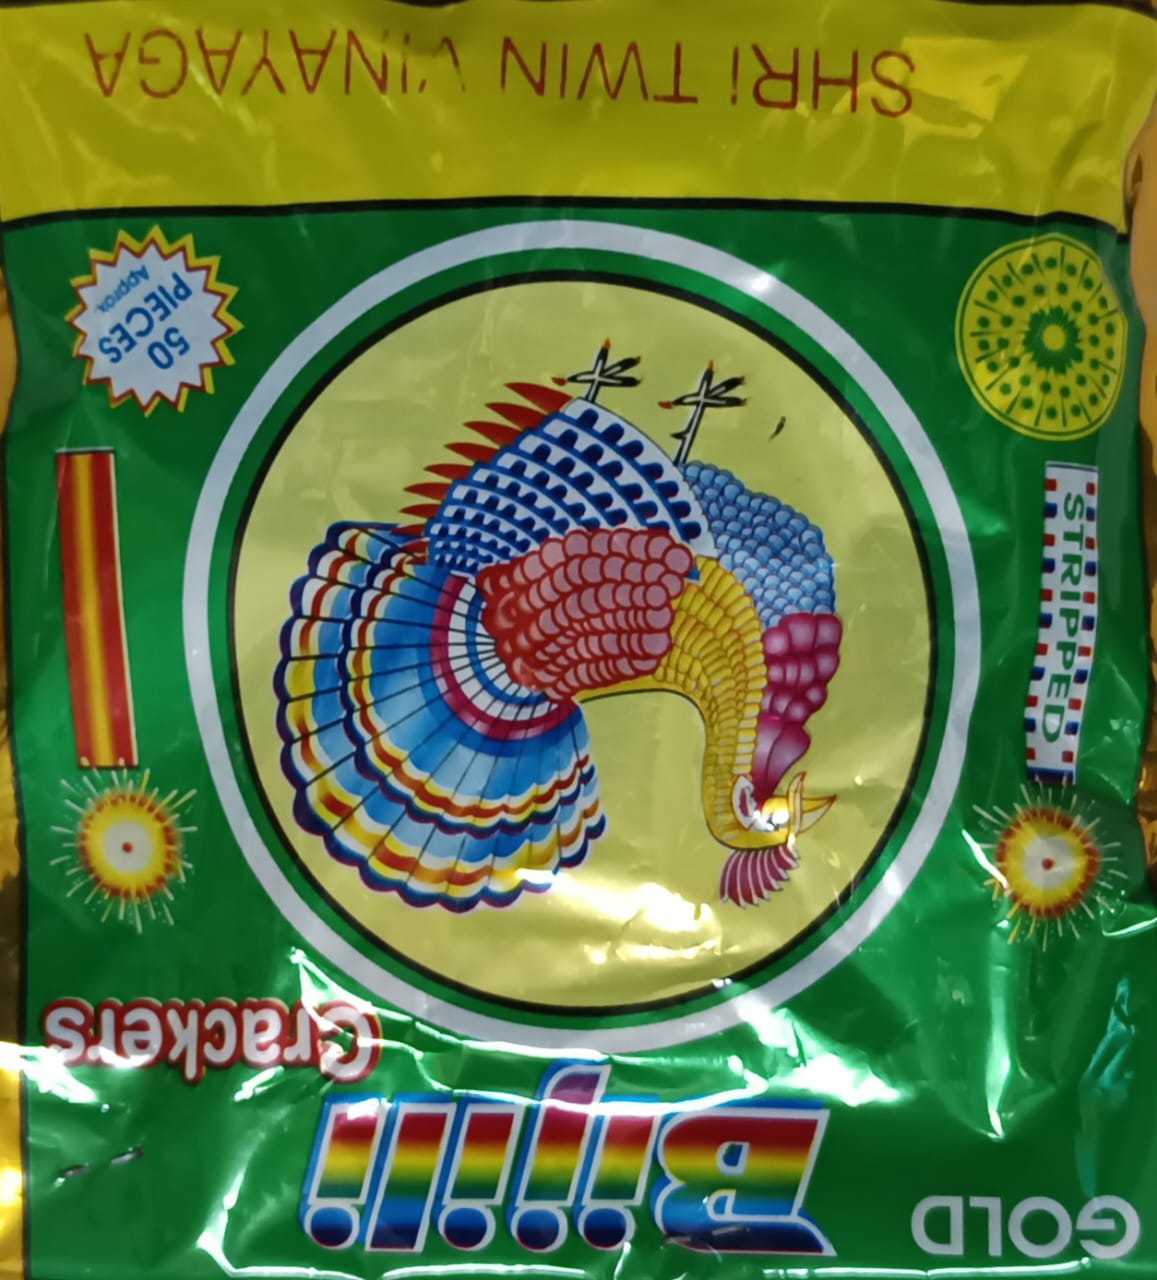 GOLD
Bijili
Crackers
STRIPPED
50
PIECES
Approx
SHRI TWIN VINAYAGA